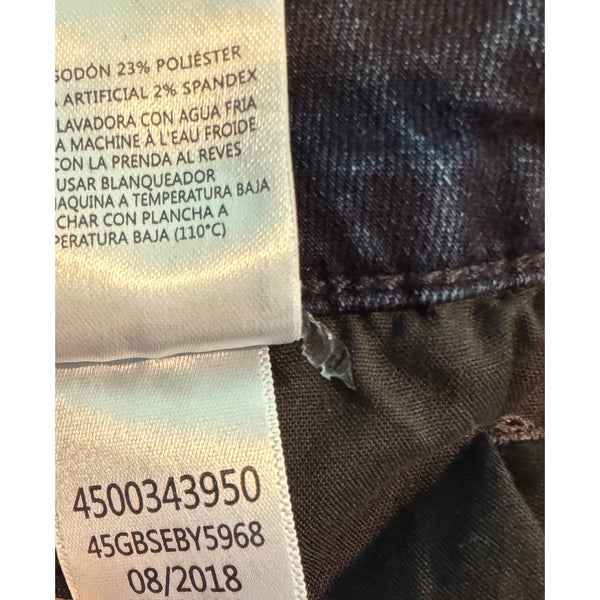 GODÓN 23% POLIÉSTER
A ARTIFICIAL 2% SPANDEX
LAVADORA CON AGUA FRIA
A MACHINE À L'EAU FROIDE
CON LA PRENDA AL REVES
USAR BLANQUEADOR
AQUINA A TEMPERATURA BAJA
CHAR CON PLANCHA A
PERATURA BAJA (110°C)
4500343950
45GBSEBY5968
08/2018